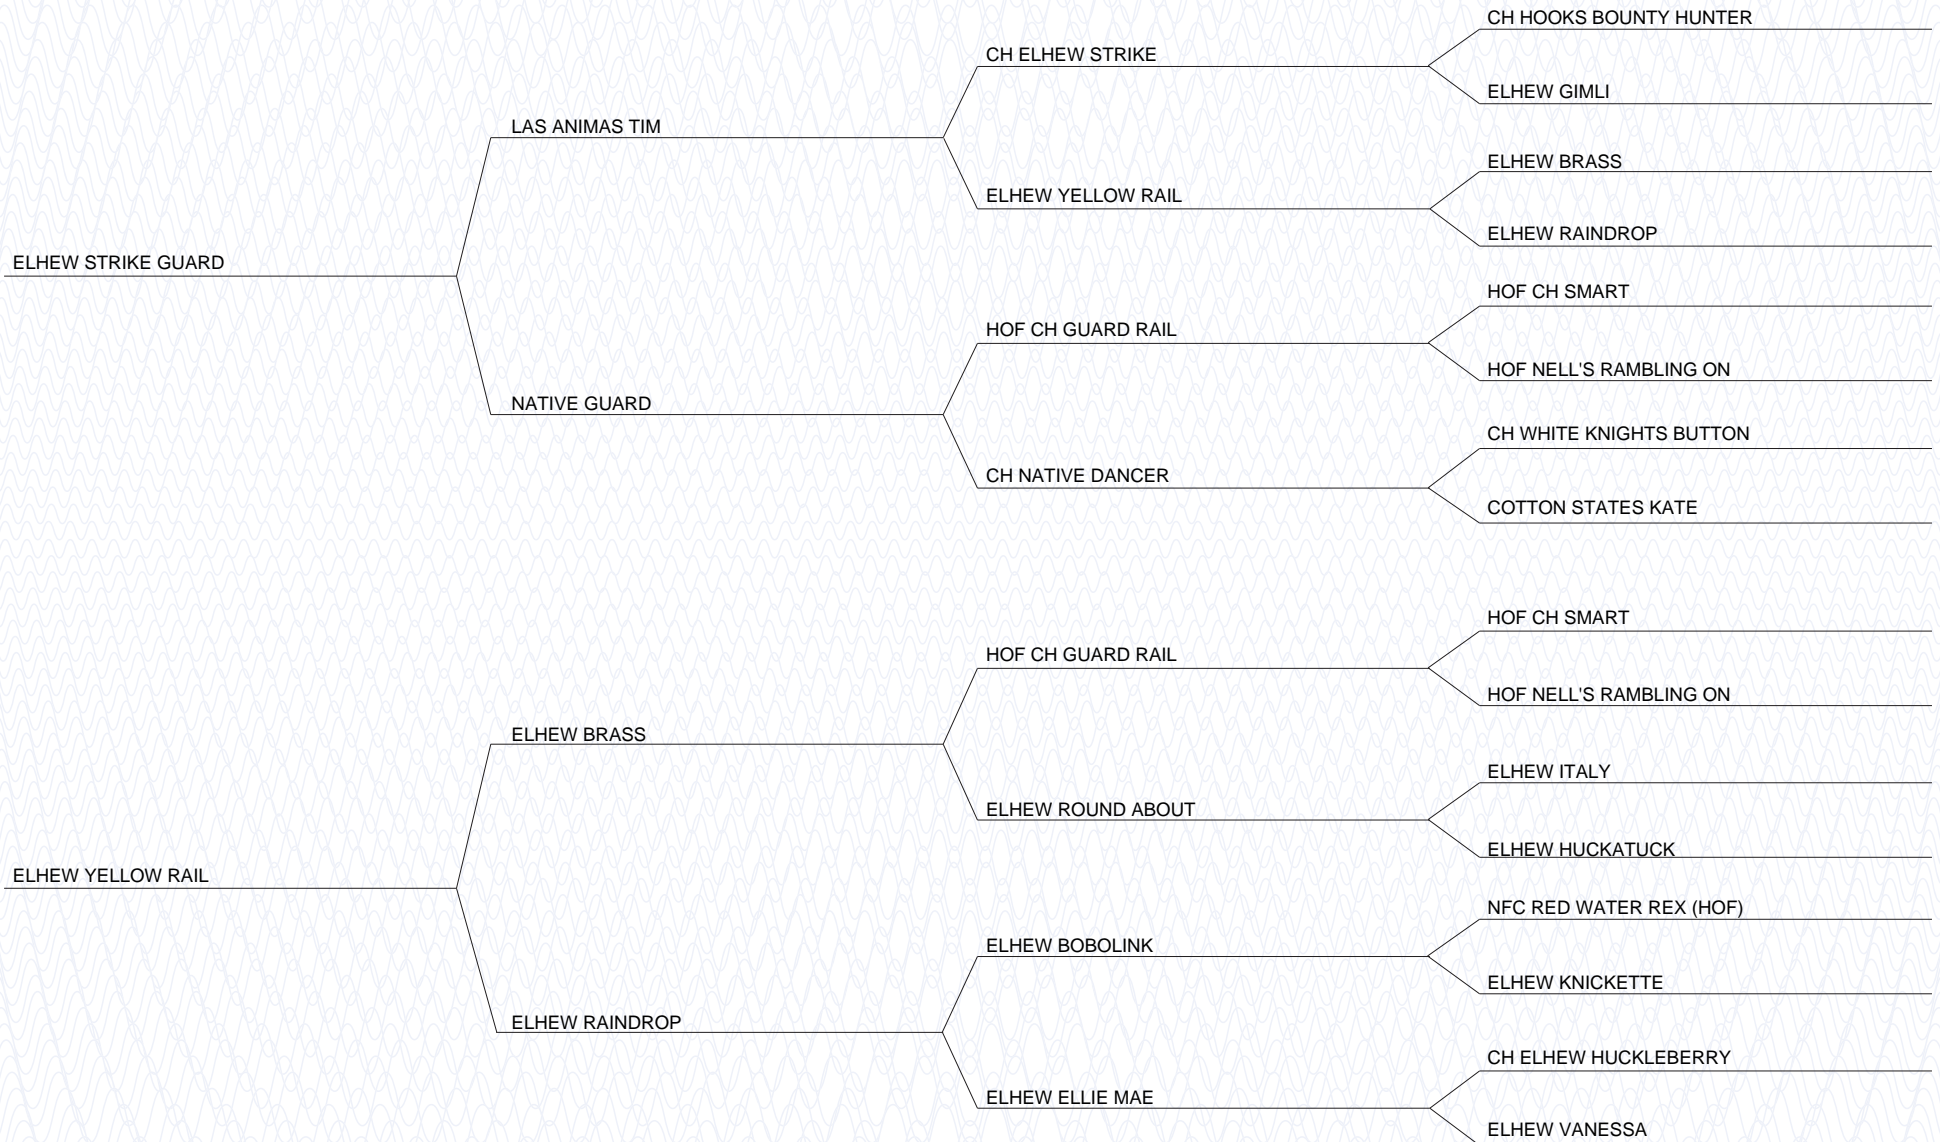 CH HOOKS BOUNTY HUNTER
CH ELHEW STRIKE
ELHEW GIMLI
LAS ANIMAS TIM
ELHEW BRASS
ELHEW YELLOW RAIL
ELHEW RAINDROP
ELHEW STRIKE GUARD
HOF CH SMART
HOF CH GUARD RAIL
HOF NELL'S RAMBLING ON
NATIVE GUARD
CH WHITE KNIGHTS BUTTON
CH NATIVE DANCER
COTTON STATES KATE
HOF CH SMART
HOF CH GUARD RAIL
HOF NELL'S RAMBLING ON
ELHEW BRASS
ELHEW ITALY
ELHEW ROUND ABOUT
ELHEW HUCKATUCK
ELHEW YELLOW RAIL
NFC RED WATER REX (HOF)
ELHEW BOBOLINK
ELHEW KNICKETTE
ELHEW RAINDROP
CH ELHEW HUCKLEBERRY
ELHEW ELLIE MAE
ELHEW VANESSA